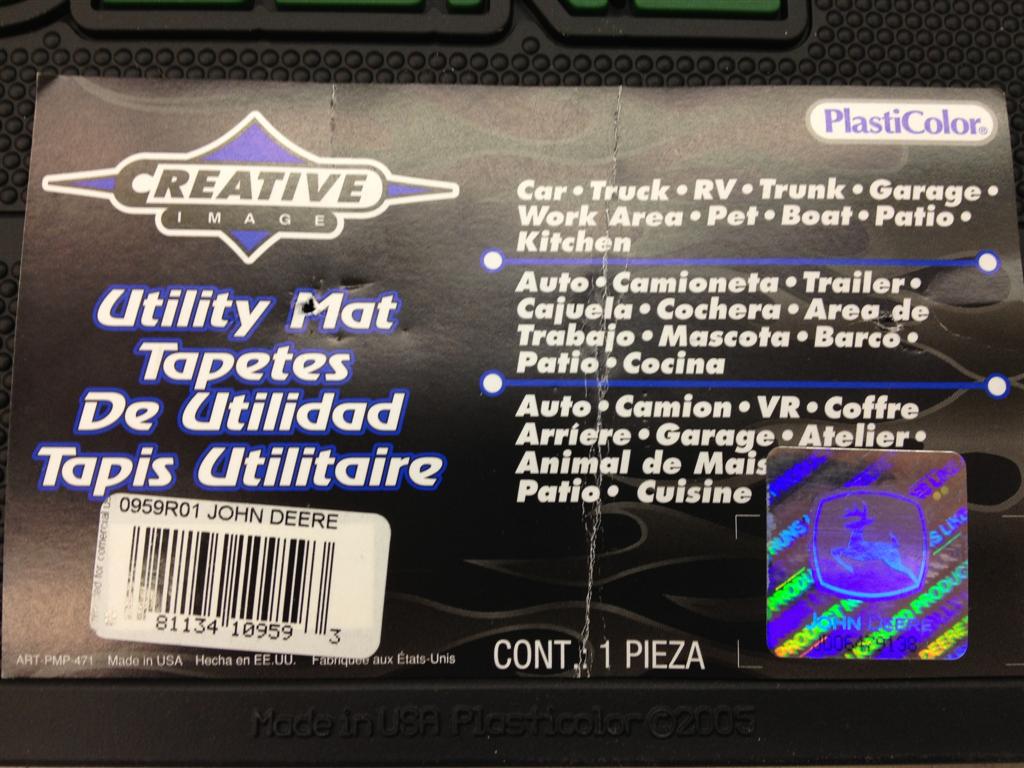 CREATIVE
IMAGE
Utility Mat
Tapetes
De Utilidad
Tapis Utilitaire
0959R01 JOHN DEERE
81134 10959 3
ART-PMP-471 Made in USA Hecha en EE.UU. Fabriquée aux États-Unis
PlastiColor®
Car • Truck • RV • Trunk • Garage •
Work Area • Pet • Boat • Patio •
Kitchen
Auto • Camioneta • Trailer •
Cajuela • Cochera • Area de
Trabajo • Mascota • Barco •
Patio • Cocina
Auto • Camion • VR • Coffre
Arríere • Garage • Atelier •
Animal de Mais
Patio • Cuisine
CONT. 1 PIEZA
JOHN DEERE
Made in USA Plasticolor ©2005